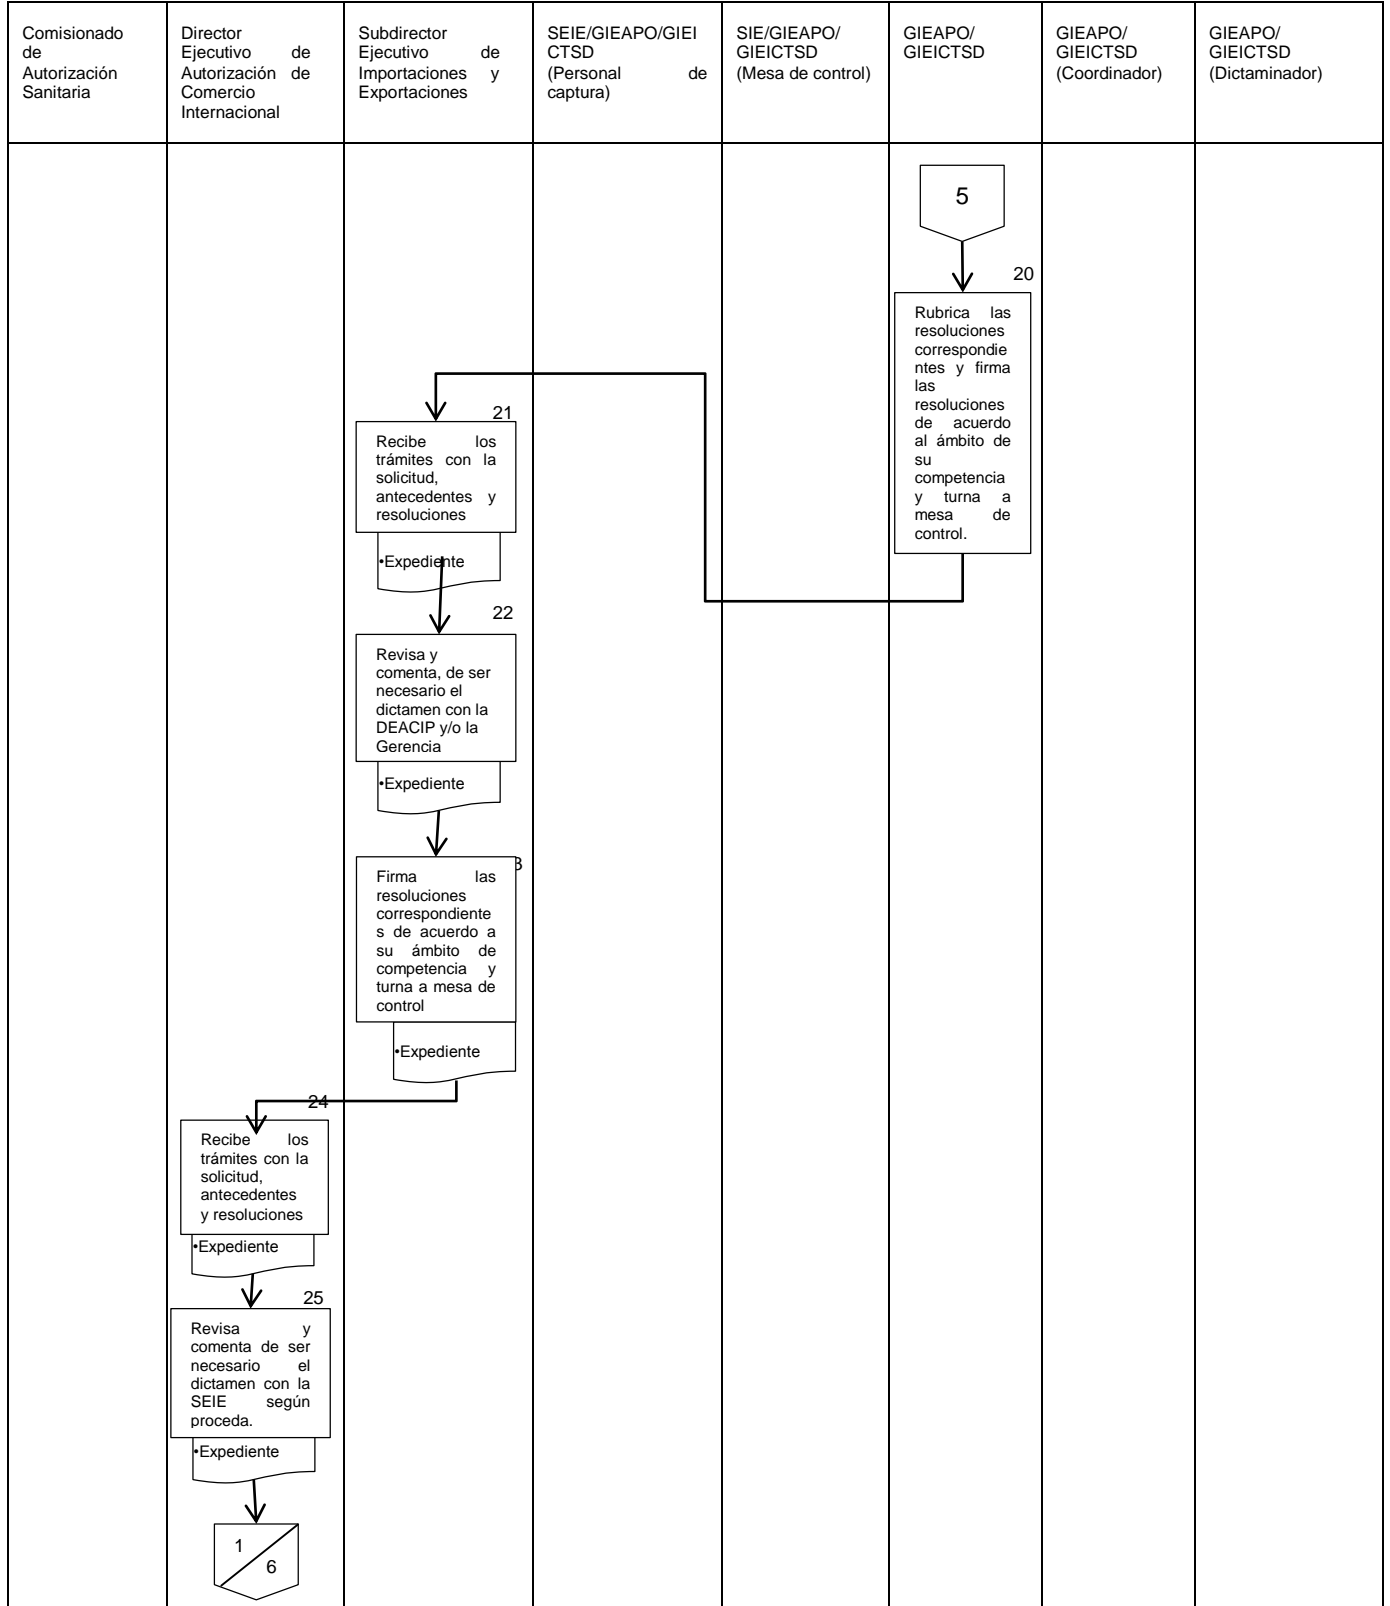 Comisionado
de
Autorización
Sanitaria
Director
Ejecutivo de
Autorización de
Comercio
Internacional
Subdirector
Ejecutivo de
Importaciones y
Exportaciones
SEIE/GIEAPO/GIEI
CTSD
(Personal de
captura)
SIE/GIEAPO/
GIEICTSD
(Mesa de control)
GIEAPO/
GIEICTSD
GIEAPO/
GIEICTSD
(Coordinador)
GIEAPO/
GIEICTSD
(Dictaminador)
5
20
Rubrica las
resoluciones
correspondie
ntes y firma
las
resoluciones
de acuerdo
al ámbito de
su
competencia
y turna a
mesa de
control.
21
Recibe los
trámites con la
solicitud,
antecedentes y
resoluciones
•Expediente
22
Revisa y
comenta, de ser
necesario el
dictamen con la
DEACIP y/o la
Gerencia
•Expediente
Firma las
resoluciones
correspondiente
s de acuerdo a
su ámbito de
competencia y
turna a mesa de
control
•Expediente
24
Recibe los
trámites con la
solicitud,
antecedentes
y resoluciones
•Expediente
25
Revisa y
comenta de ser
necesario el
dictamen con la
SEIE según
proceda.
•Expediente
1
6